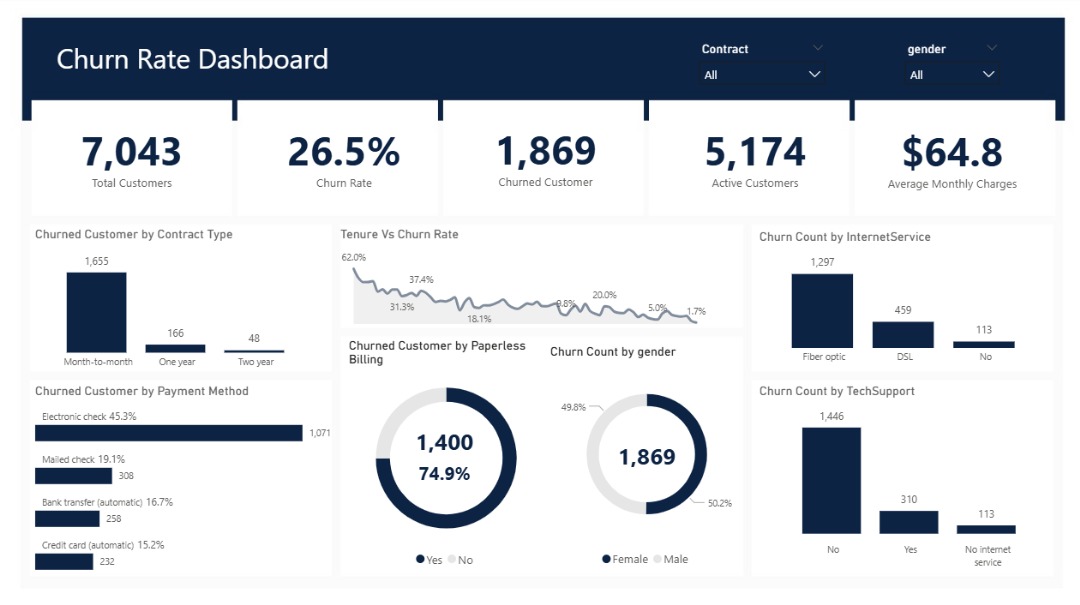 Churn Rate Dashboard
Contract
All
gender
All
7,043
Total Customers
26.5%
Churn Rate
1,869
Churned Customer
5,174
Active Customers
$64.8
Average Monthly Charges
Churned Customer by Contract Type
1,655
166
48
Month-to-month
One year
Two year
Tenure Vs Churn Rate
62.0%
37.4%
31.3%
18.1%
9.8%
20.0%
5.0%
1.7%
Churn Count by InternetService
1,297
459
113
Fiber optic
DSL
No
Churned Customer by Payment Method
Electronic check 45.3%
1,071
Mailed check 19.1%
308
Bank transfer (automatic) 16.7%
258
Credit card (automatic) 15.2%
232
Churned Customer by Paperless
Billing
1,400
74.9%
Yes
No
Churn Count by gender
49.8%
1,869
50.2%
Female
Male
Churn Count by TechSupport
1,446
310
113
No
Yes
No internet
service